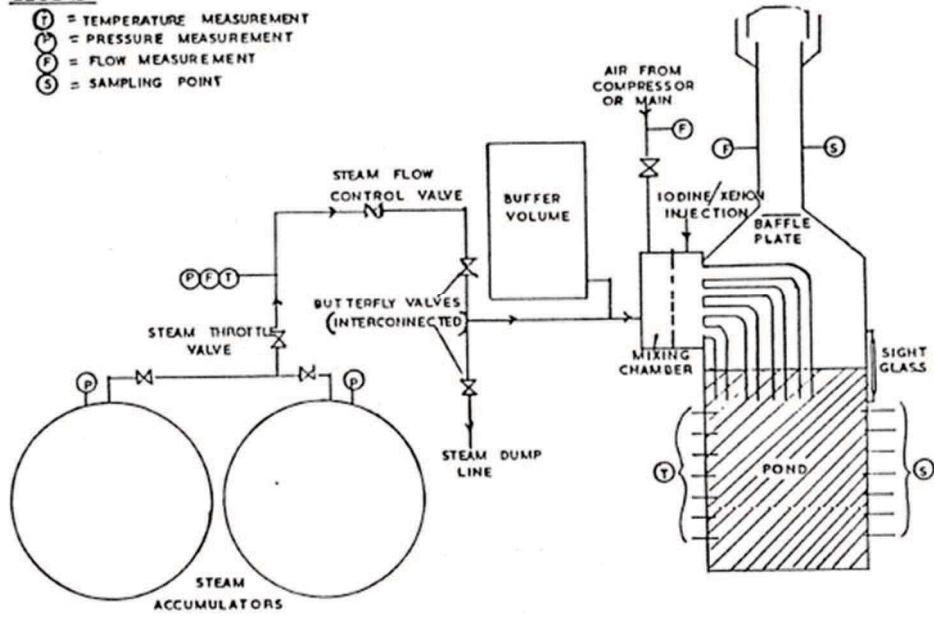 Ⓣ = TEMPERATURE MEASUREMENT
Ⓟ = PRESSURE MEASUREMENT
Ⓕ = FLOW MEASUREMENT
Ⓢ = SAMPLING POINT
AIR FROM
COMPRESSOR
OR MAIN
F
F
S
STEAM FLOW
CONTROL VALVE
BUFFER
VOLUME
IODINE/XENON
INJECTION
BAFFLE
PLATE
P F T
BUTTERFLY VALVES
(INTERCONNECTED)
STEAM THROTTLE
VALVE
MIXING
CHAMBER
SIGHT
GLASS
P
P
STEAM DUMP
LINE
T
POND
S
STEAM
ACCUMULATORS